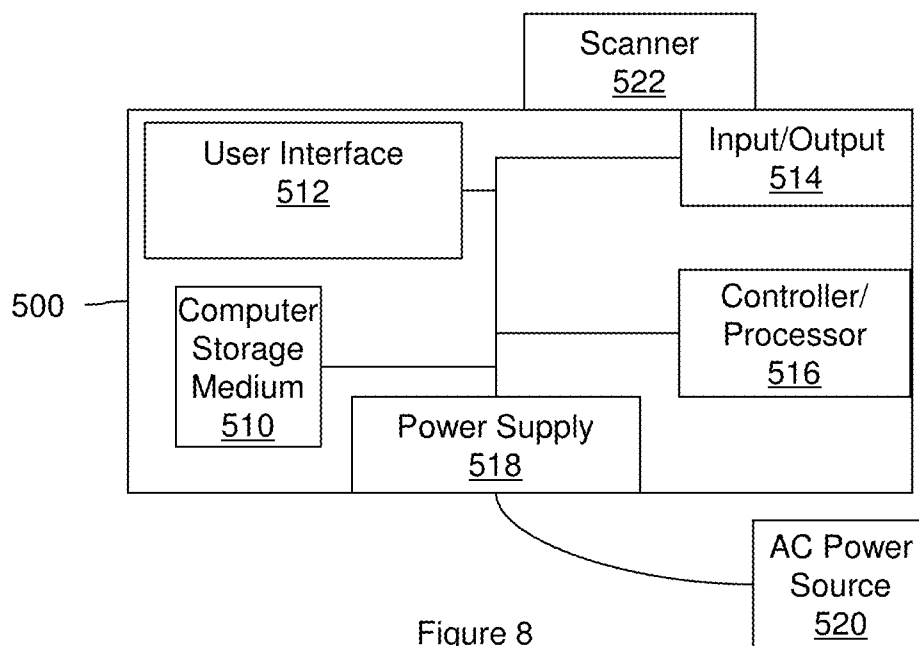 Scanner
522
User Interface
512
Input/Output
514
500
Computer
Storage
Medium
510
Controller/
Processor
516
Power Supply
518
AC Power
Source
520
Figure 8